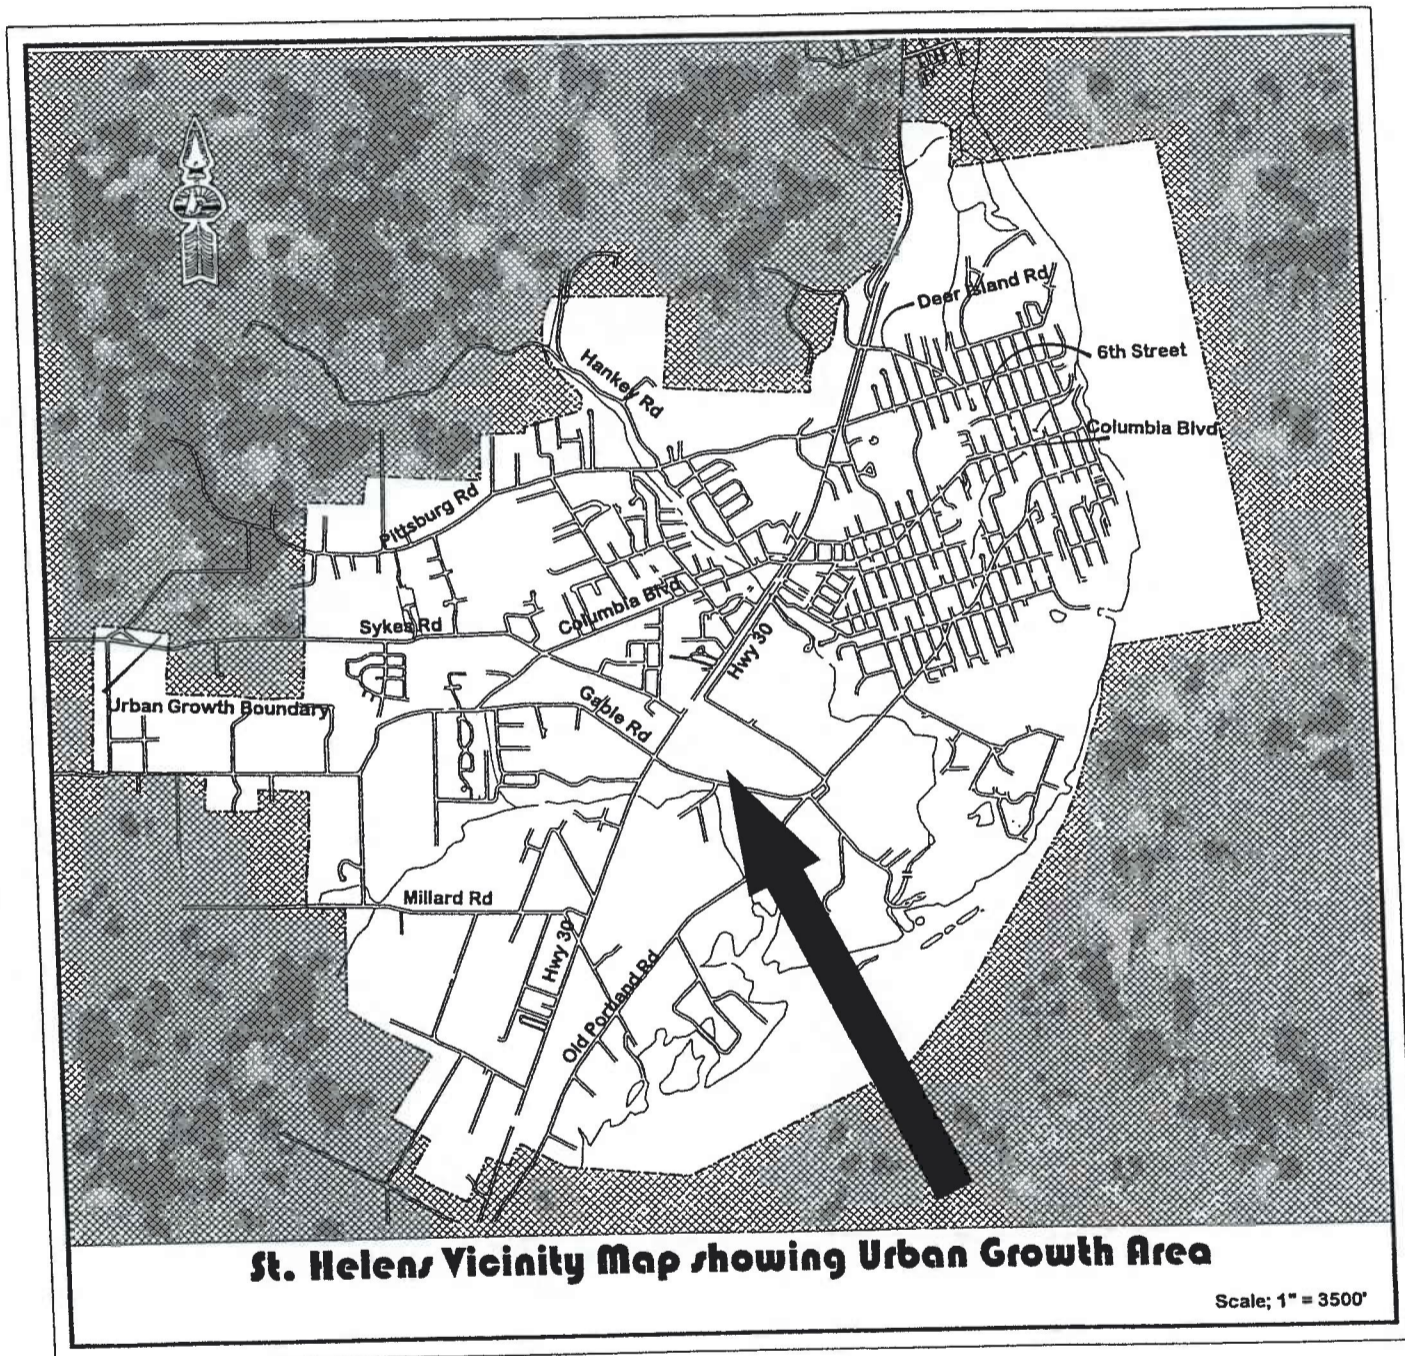 Deer Island Rd
6th Street
Hankey Rd
Columbia Blvd
Pittsburg Rd
Columbia Blvd
Sykes Rd
Hwy 30
Urban Growth Boundary
Gable Rd
Millard Rd
Hwy 30
Old Portland Rd
St. Helens Vicinity Map showing Urban Growth Area
Scale; 1" = 3500'